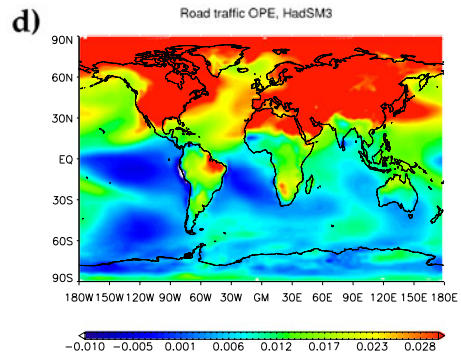 d)
Road traffic OPE, HadSM3
90N
60N
30N
EQ
30S
60S
90S
180W 150W 120W 90W 60W 30W GM 30E 60E 90E 120E 150E 180E
-0.010 -0.005 0.001 0.006 0.012 0.017 0.023 0.028